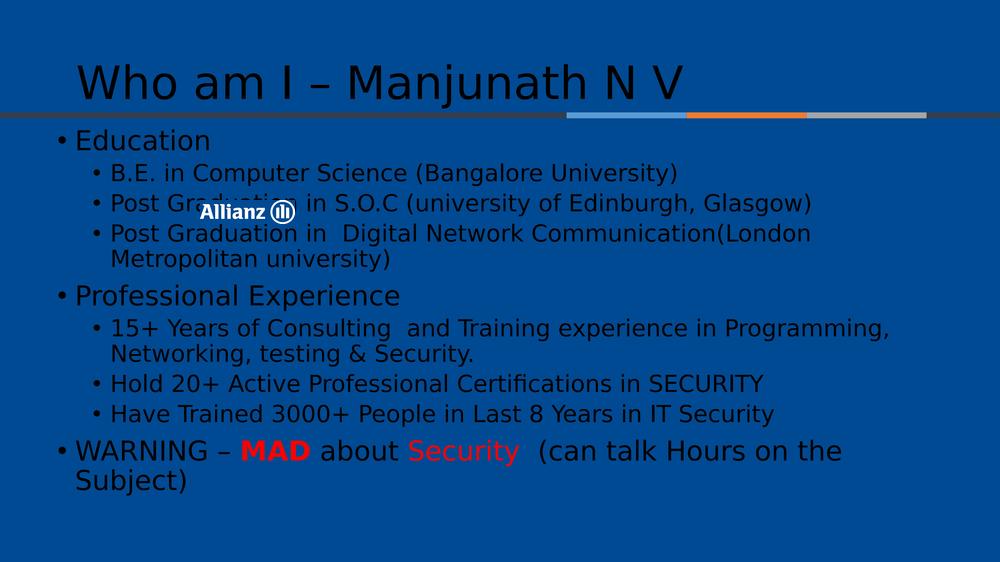 Who am I – Manjunath N V
• Education
• B.E. in Computer Science (Bangalore University)
• Post Graduation in S.O.C (university of Edinburgh, Glasgow)
Allianz
• Post Graduation in  Digital Network Communication(London
Metropolitan university)
• Professional Experience
• 15+ Years of Consulting  and Training experience in Programming,
Networking, testing & Security.
• Hold 20+ Active Professional Certifications in SECURITY
• Have Trained 3000+ People in Last 8 Years in IT Security
• WARNING – MAD about Security  (can talk Hours on the
Subject)